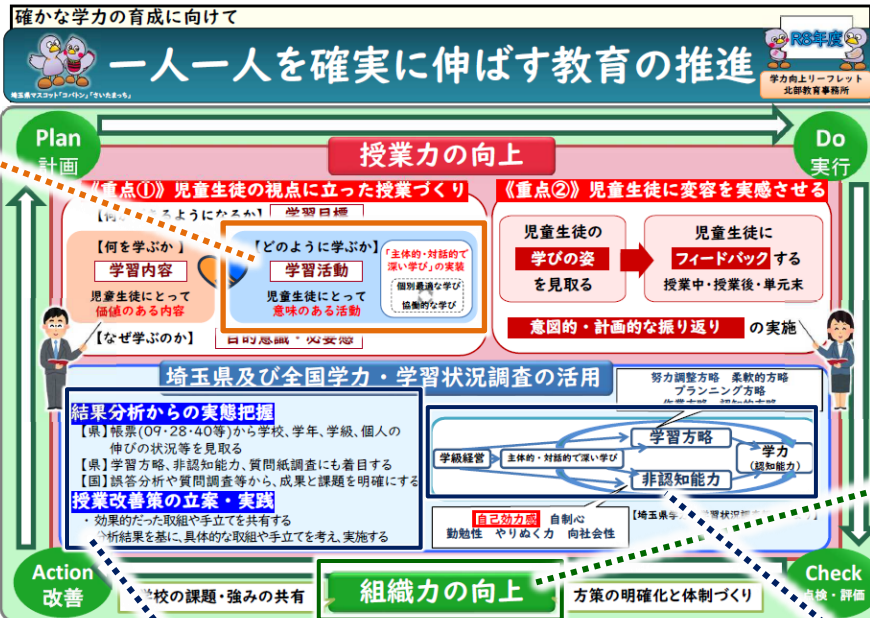 確かな学力の育成に向けて
一人一人を確実に伸ばす教育の推進
R8年度
学力向上リーフレット
北部教育事務所
埼玉県マスコット「コバトン」「さいたまっち」
Plan
計画
Do
実行
授業力の向上
《重点①》児童生徒の視点に立った授業づくり
るようになるか】 学習目標
【何を学ぶか】
学習内容
児童生徒にとって
価値のある内容
【どのように学ぶか】
学習活動
児童生徒にとって
意味のある活動
「主体的・対話的で
深い学び」の実装
個別最適な学び
協働的な学び
【なぜ学ぶのか】 目的意識・必要感
《重点②》児童生徒に変容を実感させる
児童生徒の
学びの姿
を見取る
児童生徒に
フィードバックする
授業中・授業後・単元末
意図的・計画的な振り返り の実施
埼玉県及び全国学力・学習状況調査の活用
結果分析からの実態把握
【県】帳票(09・28・40等)から学校、学年、学級、個人の
伸びの状況等を見取る
【県】学習方略、非認知能力、質問紙調査にも着目する
【国】誤答分析や質問調査等から、成果と課題を明確にする
授業改善策の立案・実践
・効果的だった取組や手立てを共有する
分析結果を基に、具体的な取組や手立てを考え、実施する
努力調整方略 柔軟的方略
プランニング方略
学級経営
主体的・対話的で深い学び
学習方略
非認知能力
学力
(認知能力)
自己効力感 自制心
勤勉性 やりぬく力 向社会性
【埼玉県学
Action
改善
学校の課題・強みの共有
組織力の向上
方策の明確化と体制づくり
Check
点検・評価